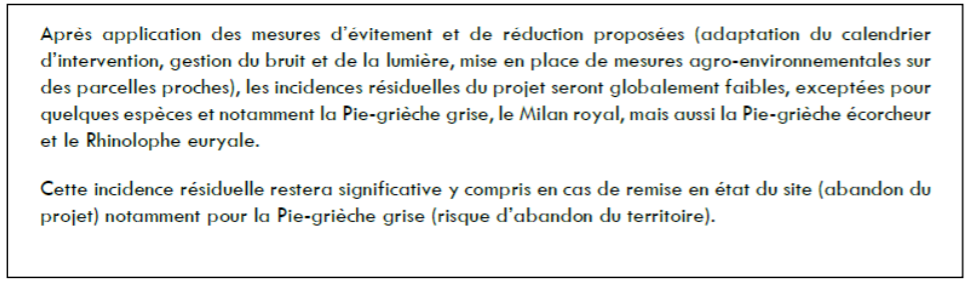 Après application des mesures d'évitement et de réduction proposées (adaptation du calendrier
d'intervention, gestion du bruit et de la lumière, mise en place de mesures agro-environnementales sur
des parcelles proches), les incidences résiduelles du projet seront globalement faibles, exceptées pour
quelques espèces et notamment la Pie-grièche grise, le Milan royal, mais aussi la Pie-grièche écorcheur
et le Rhinolophe euryale.
Cette incidence résiduelle restera significative y compris en cas de remise en état du site (abandon du
projet) notamment pour la Pie-grièche grise (risque d'abandon du territoire).